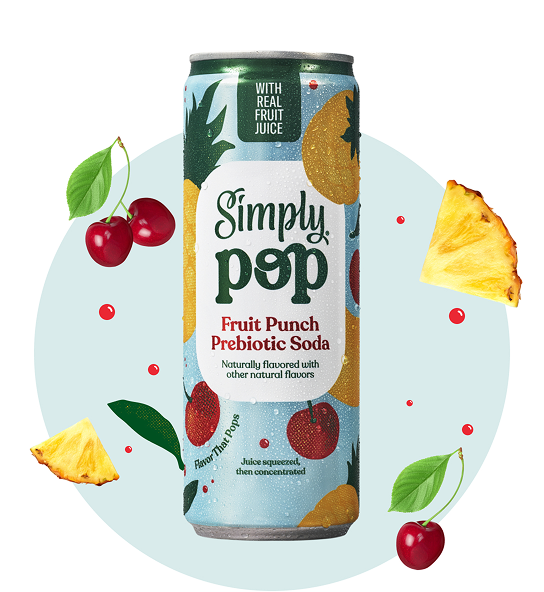 WITH
REAL
FRUIT
JUICE
Simply
pop
Fruit Punch
Prebiotic Soda
Naturally flavored with
other natural flavors
Flavor That Pops
Juice squeezed,
then concentrated